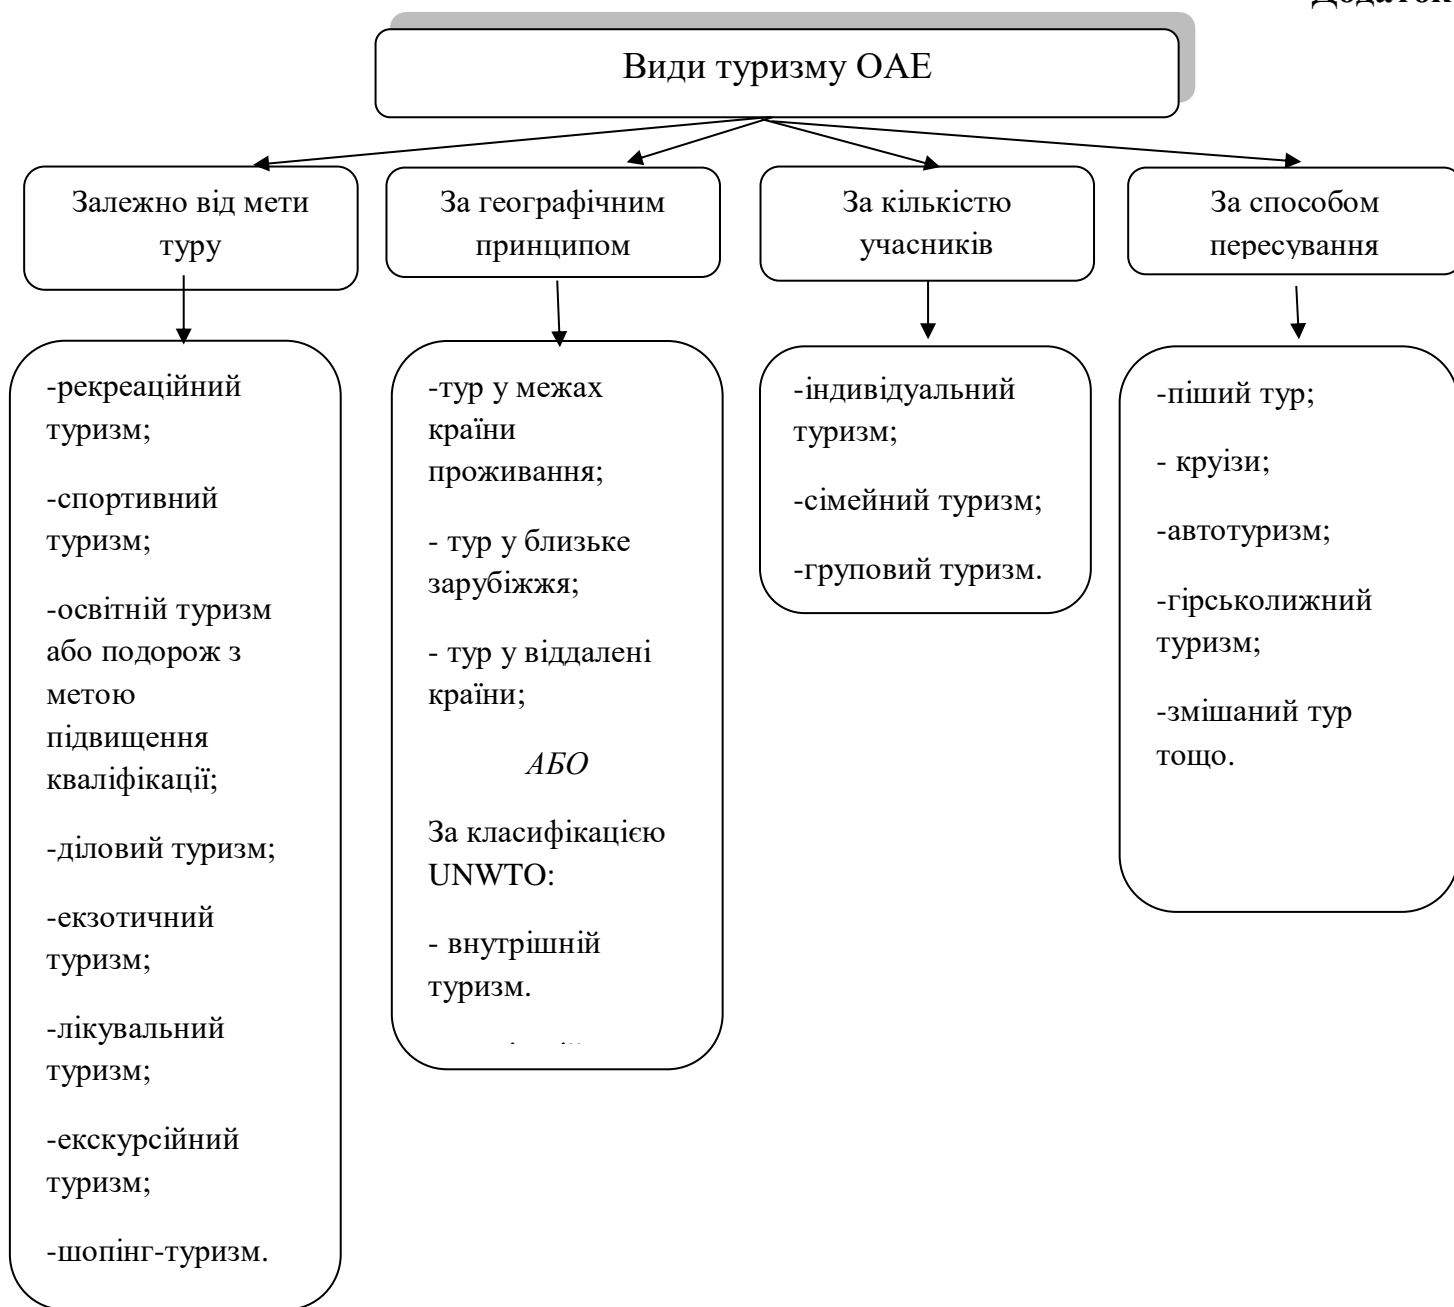 Додаток
Види туризму ОАЕ
Залежно від мети
туру
За географічним
принципом
За кількістю
учасників
За способом
пересування
-рекреаційний
туризм;
-спортивний
туризм;
-освітній туризм
або подорож з
метою
підвищення
кваліфікації;
-діловий туризм;
-екзотичний
туризм;
-лікувальний
туризм;
-екскурсійний
туризм;
-шопінг-туризм.
-тур у межах
країни
проживання;
- тур у близьке
зарубіжжя;
- тур у віддалені
країни;
АБО
За класифікацією
UNWTO:
- внутрішній
туризм.
-індивідуальний
туризм;
-сімейний туризм;
-груповий туризм.
-піший тур;
- круїзи;
-автотуризм;
-гірськолижний
туризм;
-змішаний тур
тощо.